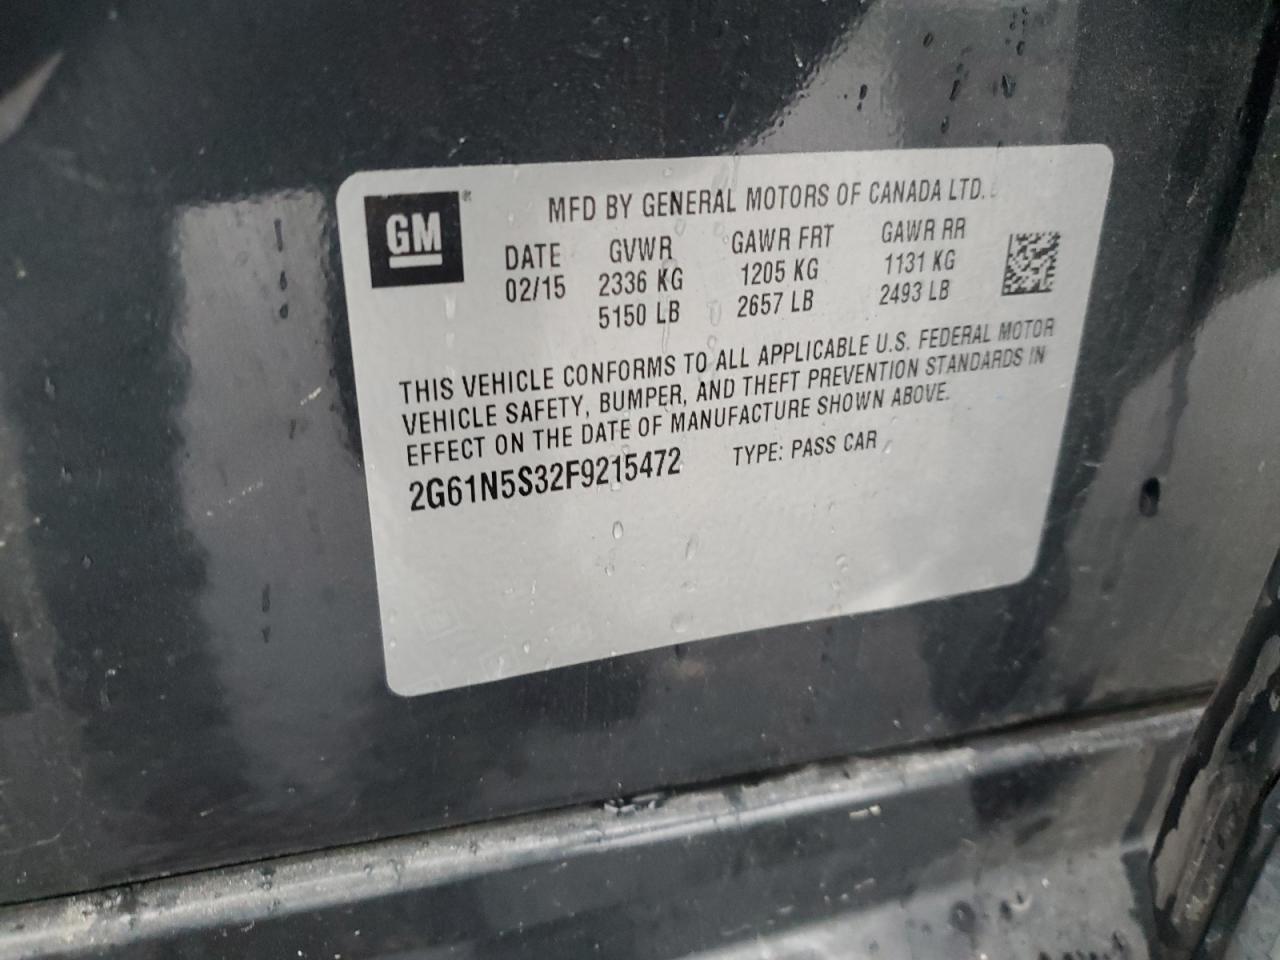 GM ®
MFD BY GENERAL MOTORS OF CANADA LTD.
DATE GVWR GAWR FRT GAWR RR
02/15 2336 KG 1205 KG 1131 KG
5150 LB 2657 LB 2493 LB
THIS VEHICLE CONFORMS TO ALL APPLICABLE U.S. FEDERAL MOTOR
VEHICLE SAFETY, BUMPER, AND THEFT PREVENTION STANDARDS IN
EFFECT ON THE DATE OF MANUFACTURE SHOWN ABOVE.
2G61N5S32F9215472 TYPE: PASS CAR